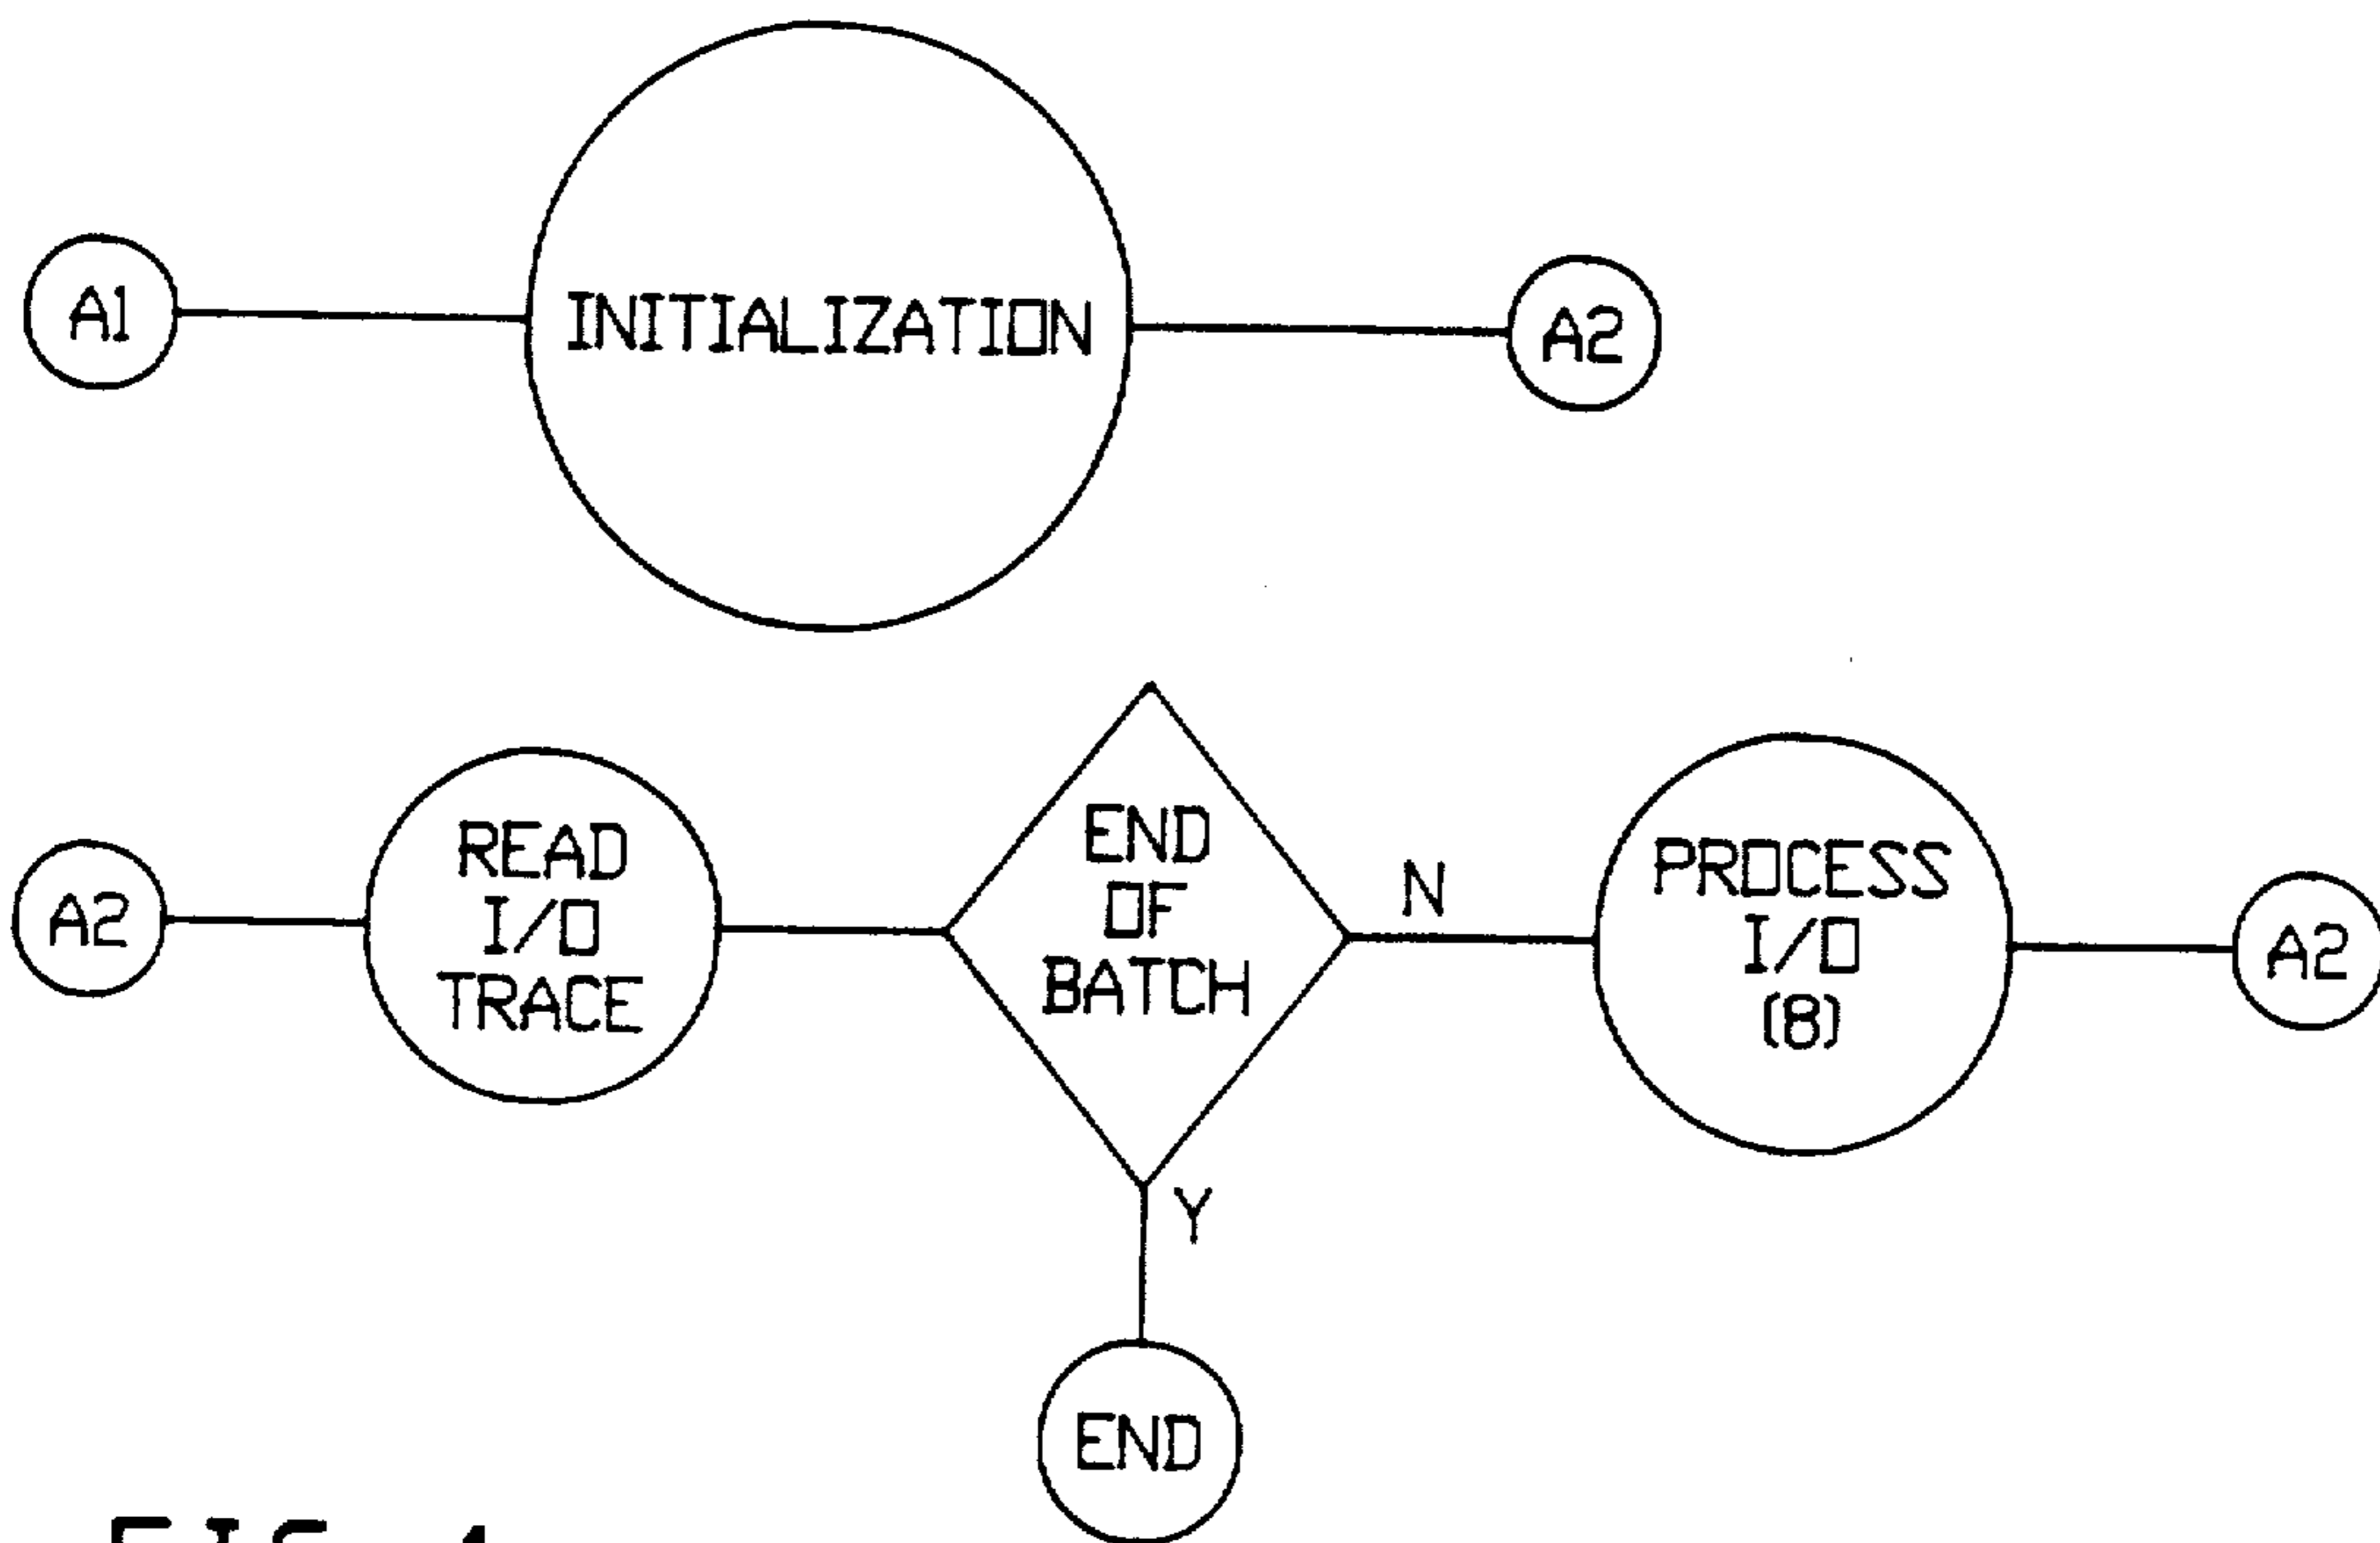 A1
INITIALIZATION
A2
A2
READ
I/O
TRACE
END
OF
BATCH
N
PROCESS
I/O
(8)
A2
Y
END